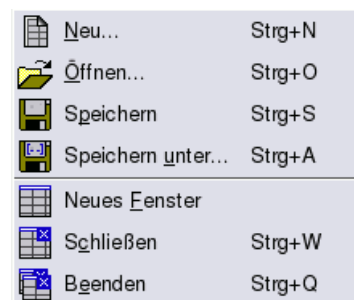 Neu... Strg+N
Öffnen... Strg+O
Speichern Strg+S
Speichern unter... Strg+A
Neues Fenster
Schließen Strg+W
Beenden Strg+Q